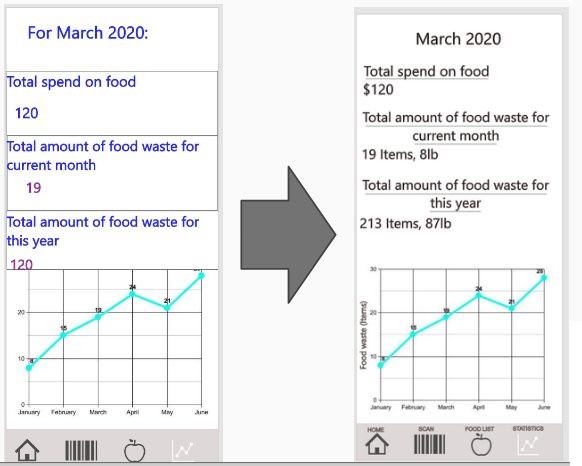 For March 2020:
Total spend on food
120
Total amount of food waste for
current month
19
Total amount of food waste for
this year
120
24
21
19
15
8
20
10
0
January February March April May June
March 2020
Total spend on food
$120
Total amount of food waste for
current month
19 Items, 8lb
Total amount of food waste for
this year
213 Items, 87lb
Food waste (Items)
30
28
24
21
19
15
8
20
10
0
January February March April May June
HOME SCAN FOOD LIST STATISTICS